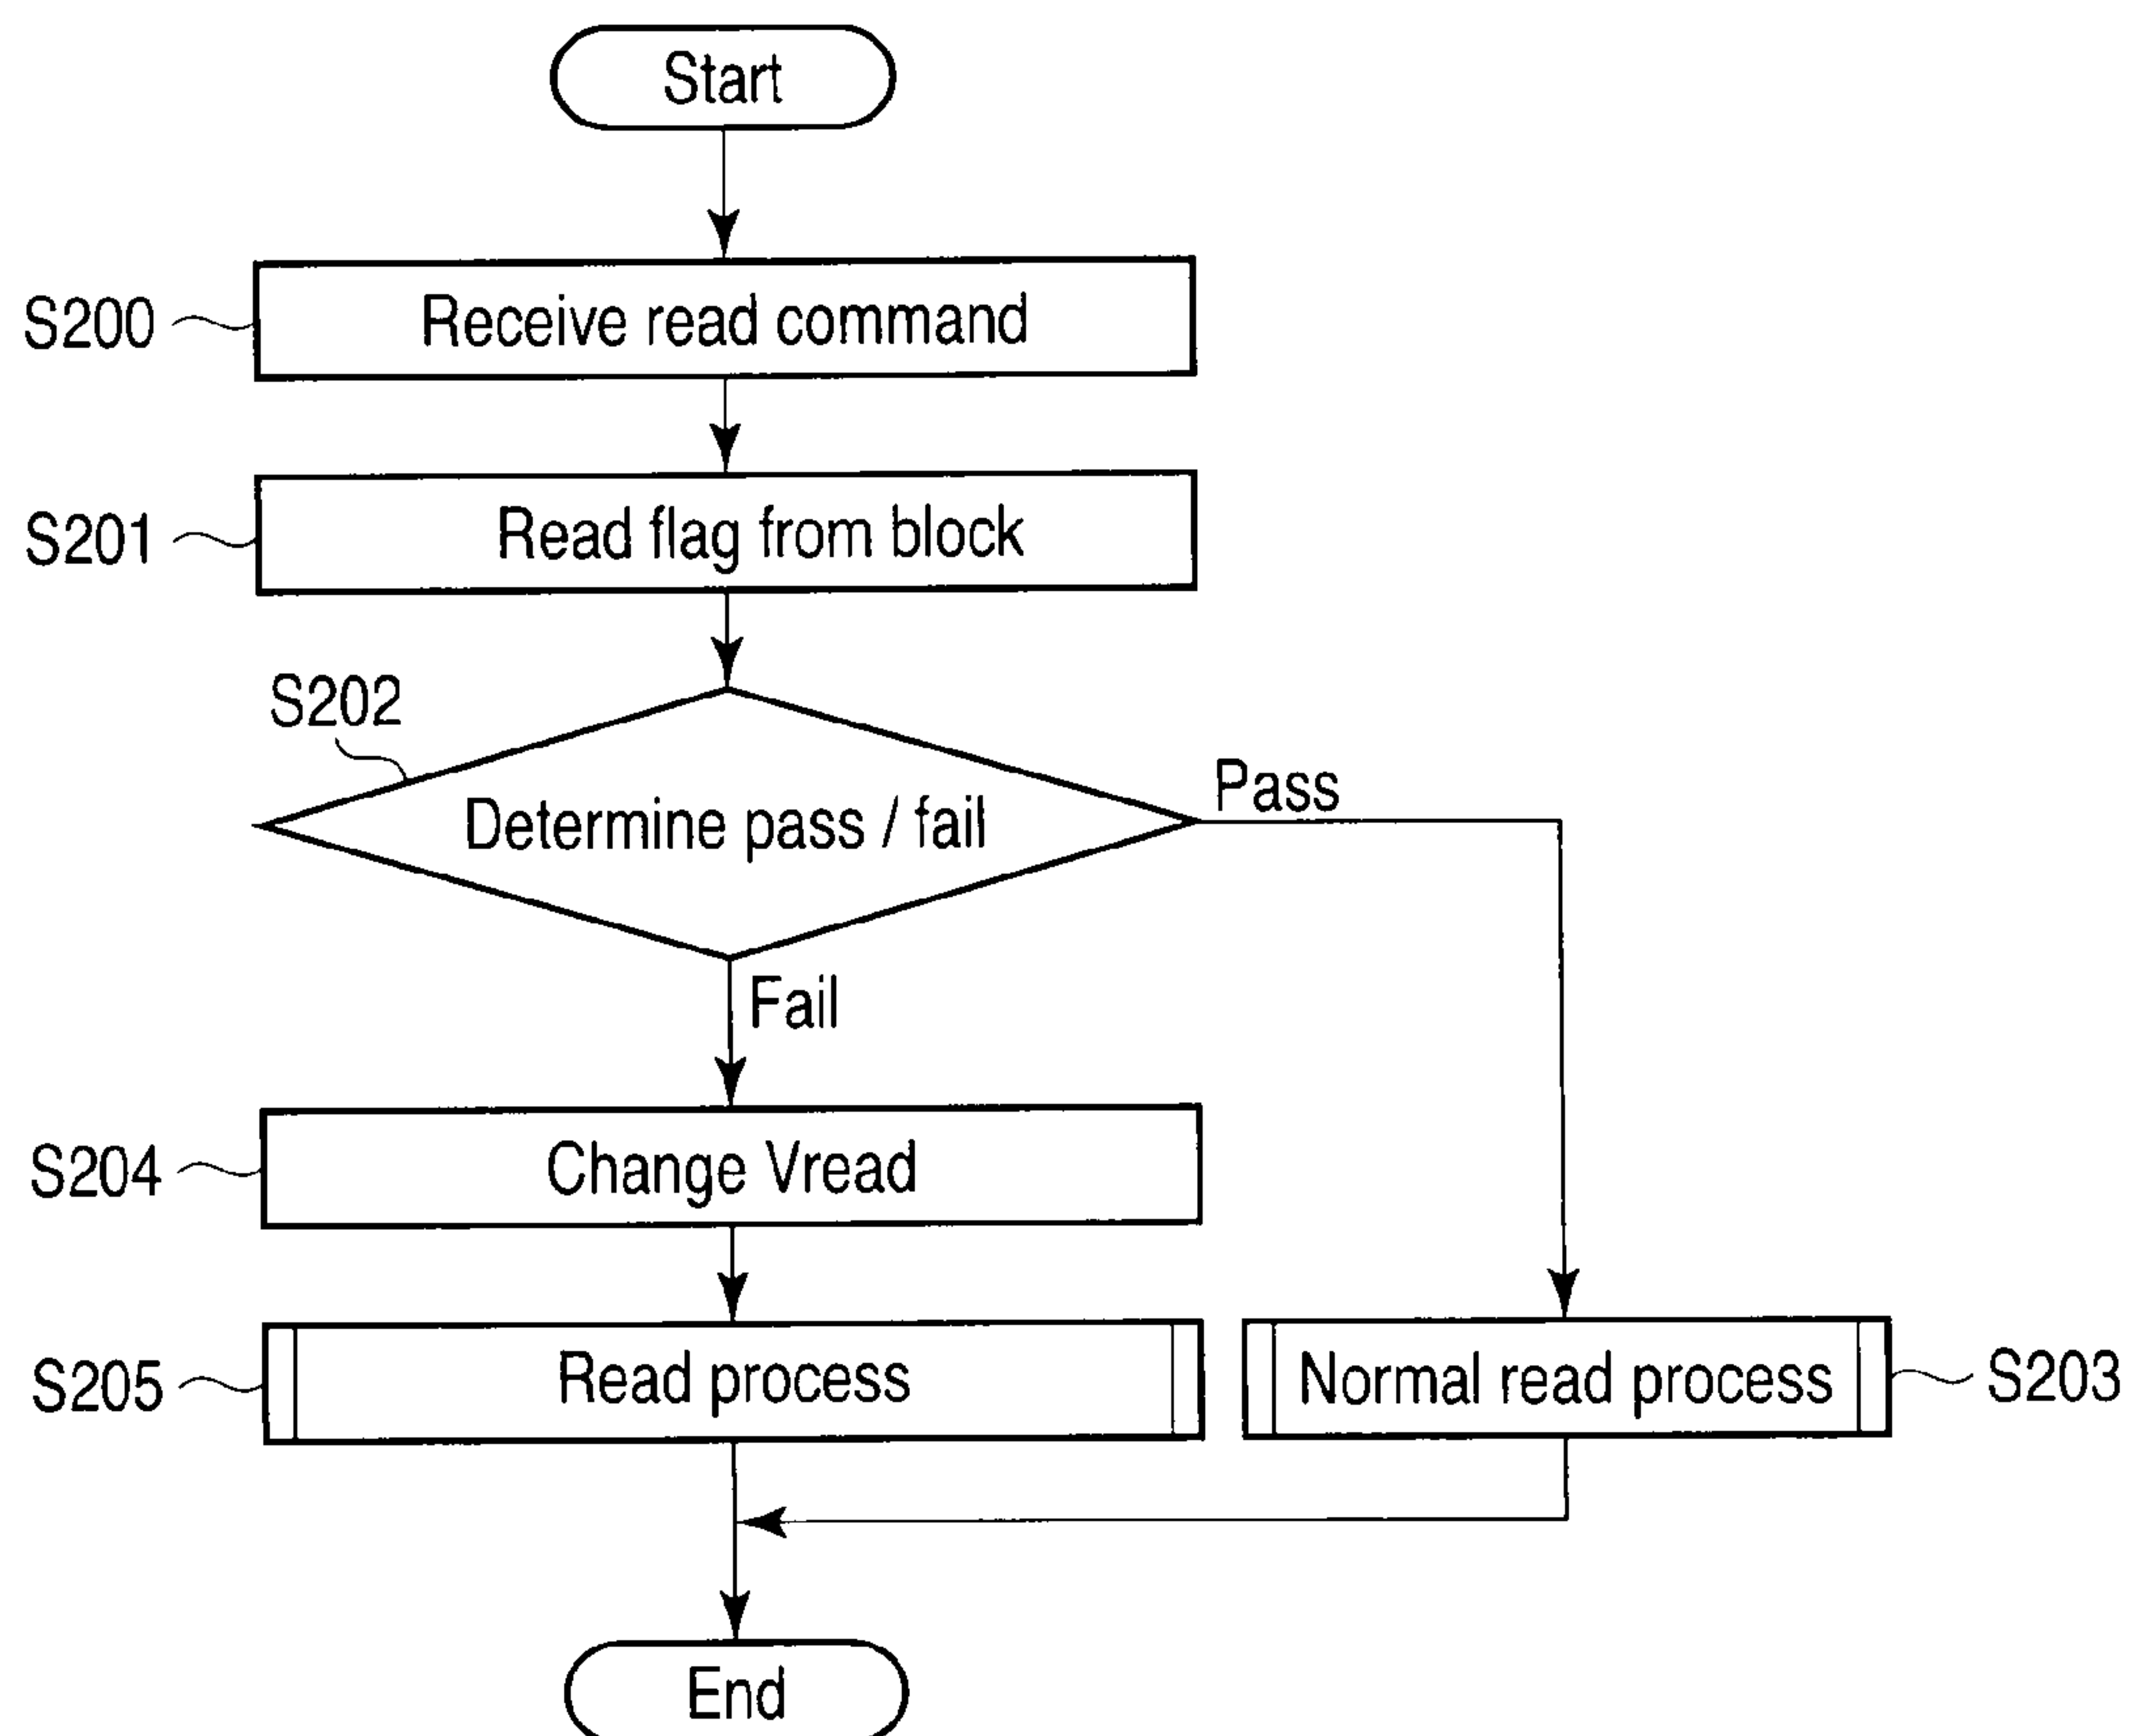 Start
S200
Receive read command
S201
Read flag from block
S202
Determine pass / fail
Pass
Fail
S204
Change Vread
S205
Read process
Normal read process
S203
End